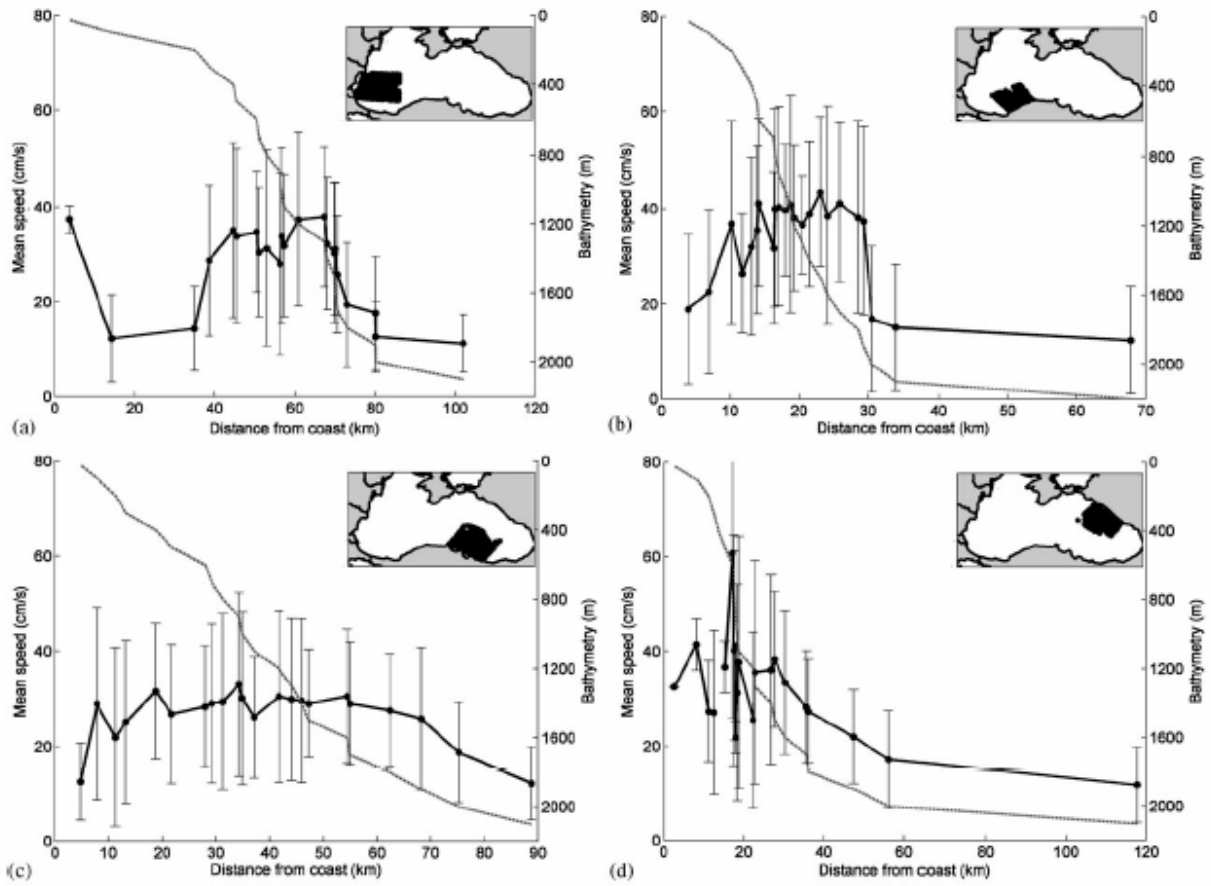 80
60
40
20
0
Mean speed (cm/s)
0
400
800
1200
1600
2000
Bathymetry (m)
0 20 40 60 80 100 120
(a) Distance from coast (km)
80
60
40
20
0
Mean speed (cm/s)
0
400
800
1200
1600
2000
Bathymetry (m)
0 10 20 30 40 50 60 70
(b) Distance from coast (km)
80
60
40
20
0
Mean speed (cm/s)
0
400
800
1200
1600
2000
Bathymetry (m)
0 10 20 30 40 50 60 70 80 90
(c) Distance from coast (km)
80
60
40
20
0
Mean speed (cm/s)
0
400
800
1200
1600
2000
Bathymetry (m)
0 20 40 60 80 100 120
(d) Distance from coast (km)